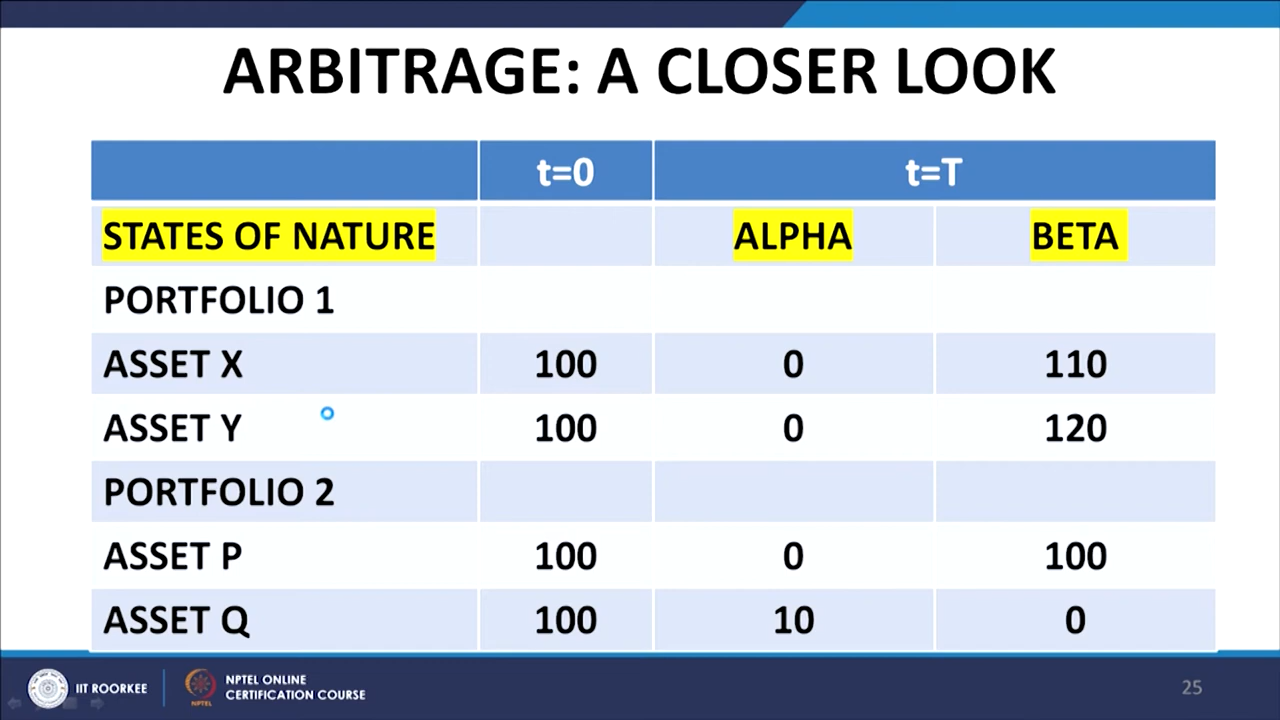 ARBITRAGE: A CLOSER LOOK
t=0 t=T
STATES OF NATURE ALPHA BETA
PORTFOLIO 1
ASSET X 100 0 110
ASSET Y 100 0 120
PORTFOLIO 2
ASSET P 100 0 100
ASSET Q 100 10 0
IIT ROORKEE
NPTEL
NPTEL ONLINE
CERTIFICATION COURSE
25